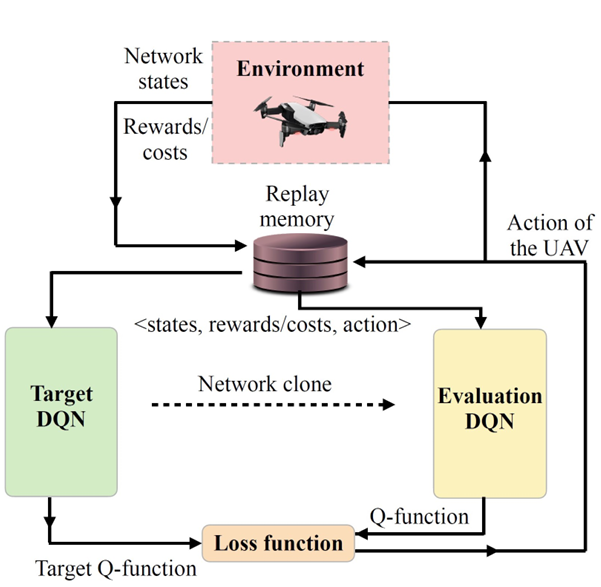 Network
states
Environment
Rewards/
costs
Replay
memory
Action of
the UAV
<states, rewards/costs, action>
Target
DQN
Network clone
Evaluation
DQN
Q-function
Loss function
Target Q-function